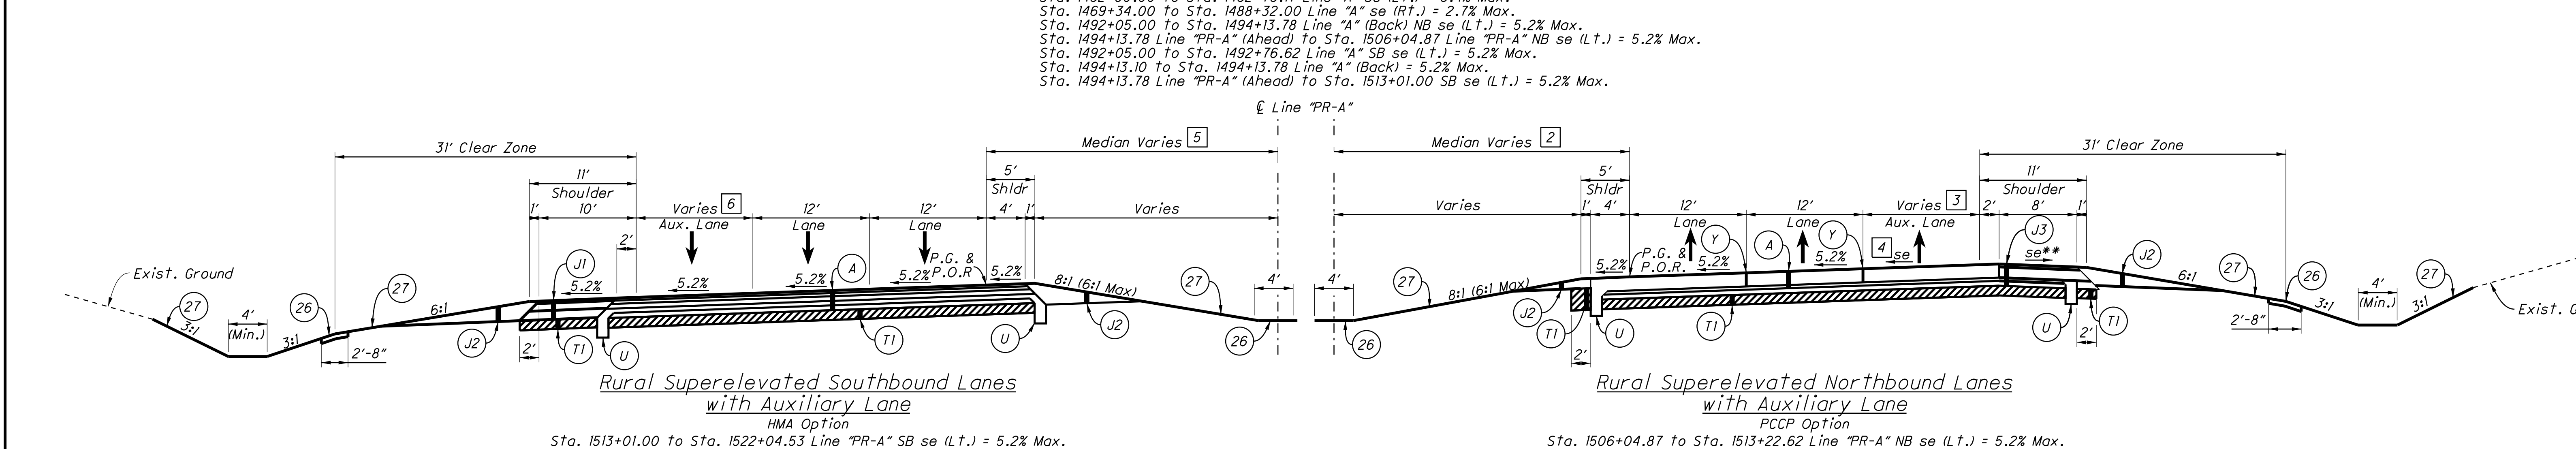 Sta. 1469+34.00 to Sta. 1488+32.00 Line "A" se (Rt.) = 2.7% Max.
Sta. 1492+05.00 to Sta. 1494+13.78 Line "A" (Back) NB se (Lt.) = 5.2% Max.
Sta. 1494+13.78 Line "PR-A" (Ahead) to Sta. 1506+04.87 Line "PR-A" NB se (Lt.) = 5.2% Max.
Sta. 1492+05.00 to Sta. 1492+76.62 Line "A" SB se (Lt.) = 5.2% Max.
Sta. 1494+13.10 to Sta. 1494+13.78 Line "A" (Back) = 5.2% Max.
Sta. 1494+13.78 Line "PR-A" (Ahead) to Sta. 1513+01.00 SB se (Lt.) = 5.2% Max.
℄ Line "PR-A"
31' Clear Zone
Median Varies 5
11'
Shoulder
5'
Shldr
1' 10' Varies 6 12' 12' 4' 1' Varies
Aux. Lane Lane Lane
2'
J1
A
P.G. &
P.O.R
5.2% 5.2% 5.2% 5.2% 5.2%
8:1 (6:1 Max)
27
4'
Exist. Ground
27
26
27
6:1
3:1
4'
(Min.)
3:1
2'-8"
J2
2'
T1
U
T1
U
J2
26
Rural Superelevated Southbound Lanes
with Auxiliary Lane
HMA Option
Sta. 1513+01.00 to Sta. 1522+04.53 Line "PR-A" SB se (Lt.) = 5.2% Max.
Median Varies 2
31' Clear Zone
5'
Shldr
11'
Shoulder
Varies 1' 4' 12' 12' Varies 3 2' 8' 1'
Lane Lane Aux. Lane
Y
A
Y
4 se
J3
se**
J2
P.G. &
P.O.R.
5.2% 5.2% 5.2%
4'
27
8:1 (6:1 Max)
26
J2
T1
2'
U
T1
U
T1
2'
6:1
27
26
3:1
2'-8"
4'
(Min.)
27
3:1
Exist. G
Rural Superelevated Northbound Lanes
with Auxiliary Lane
PCCP Option
Sta. 1506+04.87 to Sta. 1513+22.62 Line "PR-A" NB se (Lt.) = 5.2% Max.